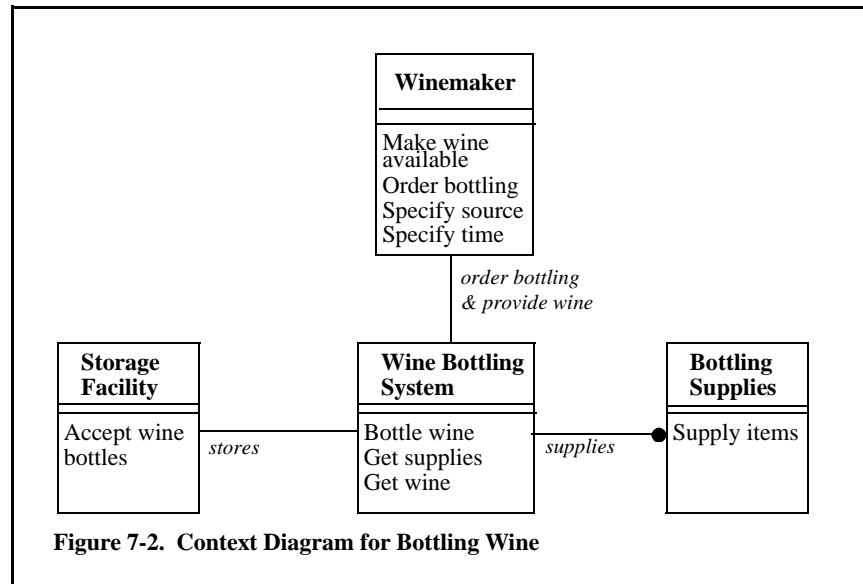 Winemaker
Make wine
available
Order bottling
Specify source
Specify time
order bottling
& provide wine
Storage
Facility
Accept wine
bottles
stores
Wine Bottling
System
Bottle wine
Get supplies
Get wine
supplies
Bottling
Supplies
Supply items
Figure 7-2. Context Diagram for Bottling Wine